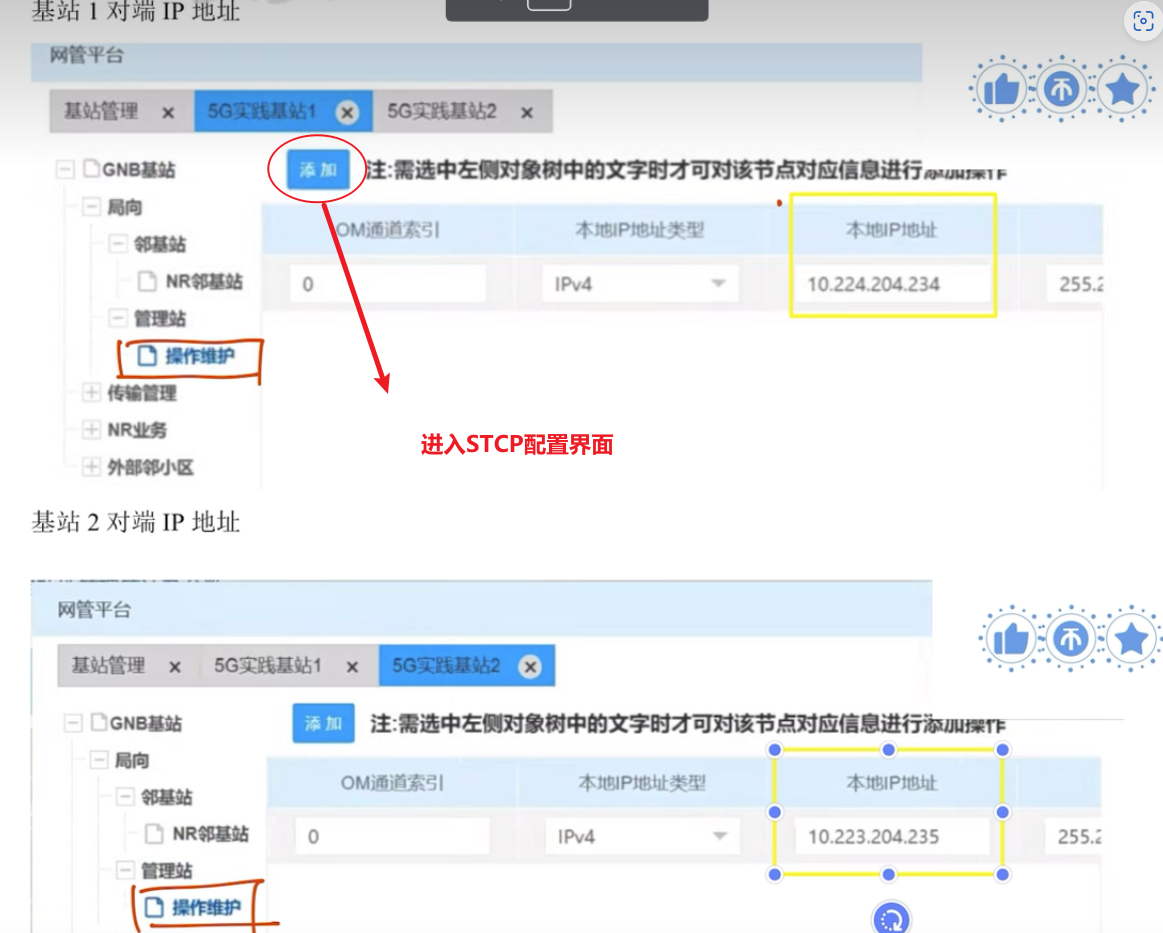 基站 1 对端 IP 地址
网管平台
基站管理 × 5G实践基站1 × 5G实践基站2 ×
GNB基站 添加 注:需选中左侧对象树中的文字时才可对该节点对应信息进行添加操作
局向 OM通道索引 本地IP地址类型 本地IP地址
邻基站
NR邻基站 0 IPv4 10.224.204.234 255.2
管理站
操作维护
传输管理
NR业务 进入STCP配置界面
外部邻小区
基站 2 对端 IP 地址
网管平台
基站管理 × 5G实践基站1 × 5G实践基站2 ×
GNB基站 添加 注:需选中左侧对象树中的文字时才可对该节点对应信息进行添加操作
局向 OM通道索引 本地IP地址类型 本地IP地址
邻基站
NR邻基站 0 IPv4 10.223.204.235 255.2
管理站
操作维护